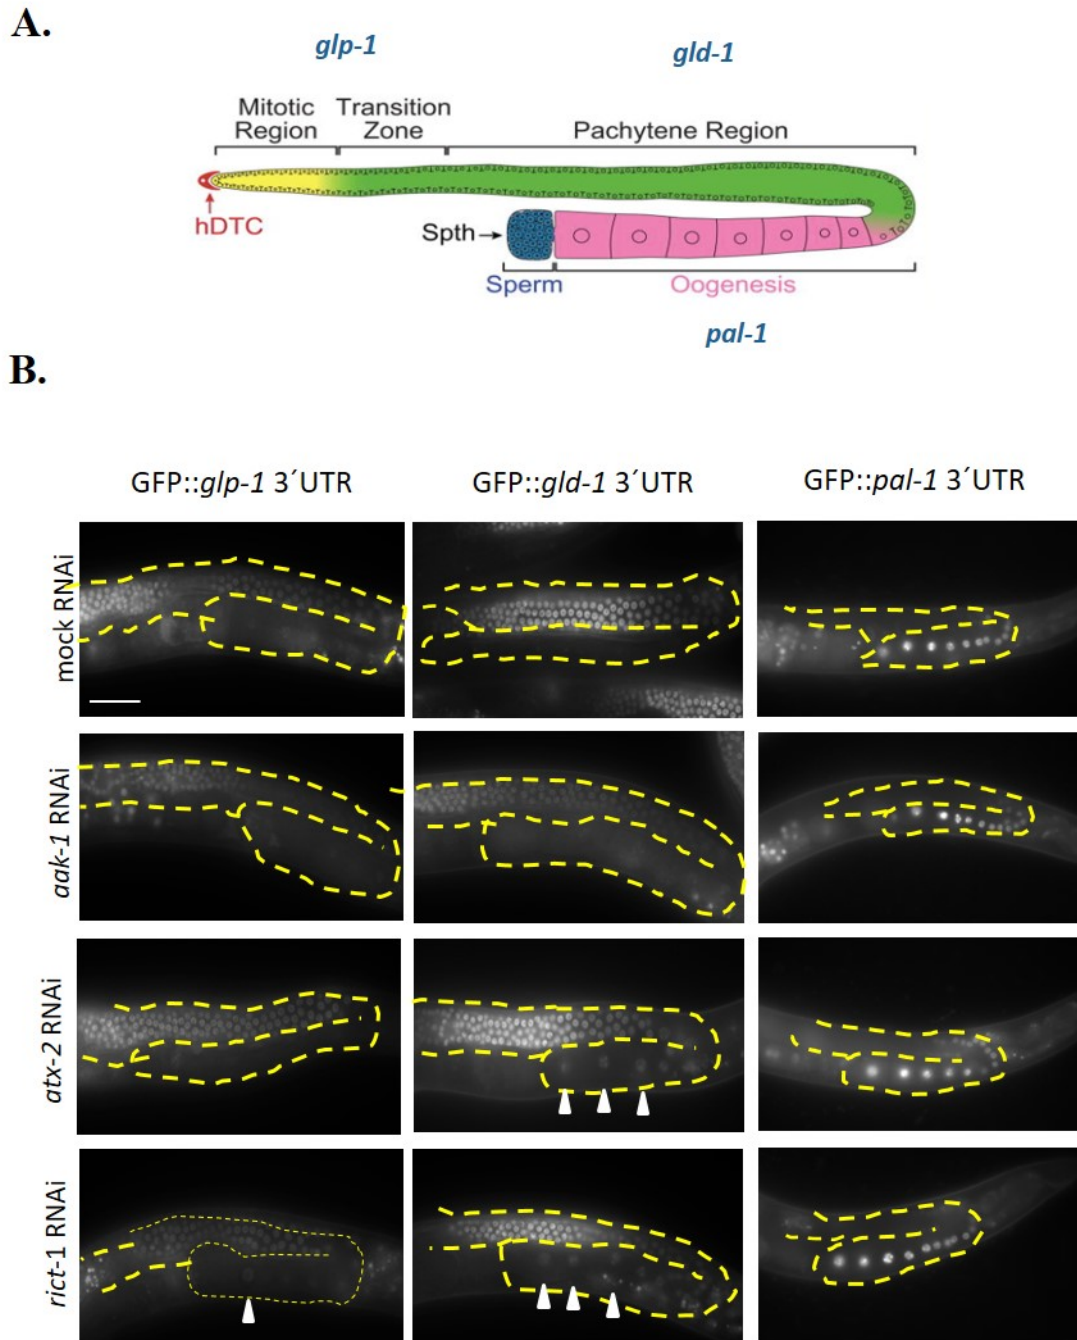 A.
glp-1
gld-1
Mitotic Region
Transition Zone
Pachytene Region
hDTC
Spth
Sperm
Oogenesis
pal-1
B.
GFP::glp-1 3´UTR
GFP::gld-1 3´UTR
GFP::pal-1 3´UTR
mock RNAi
aak-1 RNAi
atx-2 RNAi
rict-1 RNAi